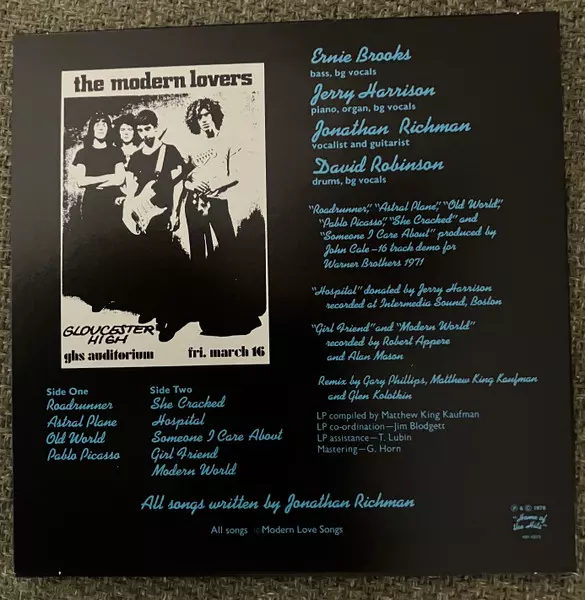 the modern lovers
GLOUCESTER
HIGH
ghs auditorium
fri. march 16
Ernie Brooks
bass, bg vocals
Jerry Harrison
piano, organ, bg vocals
Jonathan Richman
vocalist and guitarist
David Robinson
drums, bg vocals
"Roadrunner," "Astral Plane," "Old World,"
"Pablo Picasso," "She Cracked" and
"Someone I Care About" produced by
John Cale—16 track demo for
Warner Brothers 1971
"Hospital" donated by Jerry Harrison
recorded at Intermedia Sound, Boston
"Girl Friend" and "Modern World"
recorded by Robert Appere
and Alan Mason
Remix by Gary Phillips, Matthew King Kaufman
and Glen Kolotkin
LP compiled by Matthew King Kaufman
LP co-ordination—Jim Blodgett
LP assistance—T. Lubin
Mastering—G. Horn
Side One
Roadrunner
Astral Plane
Old World
Pablo Picasso
Side Two
She Cracked
Hospital
Someone I Care About
Girl Friend
Modern World
All songs written by Jonathan Richman
All songs ©Modern Love Songs
℗ & © 1976
"Home of
the Hits"